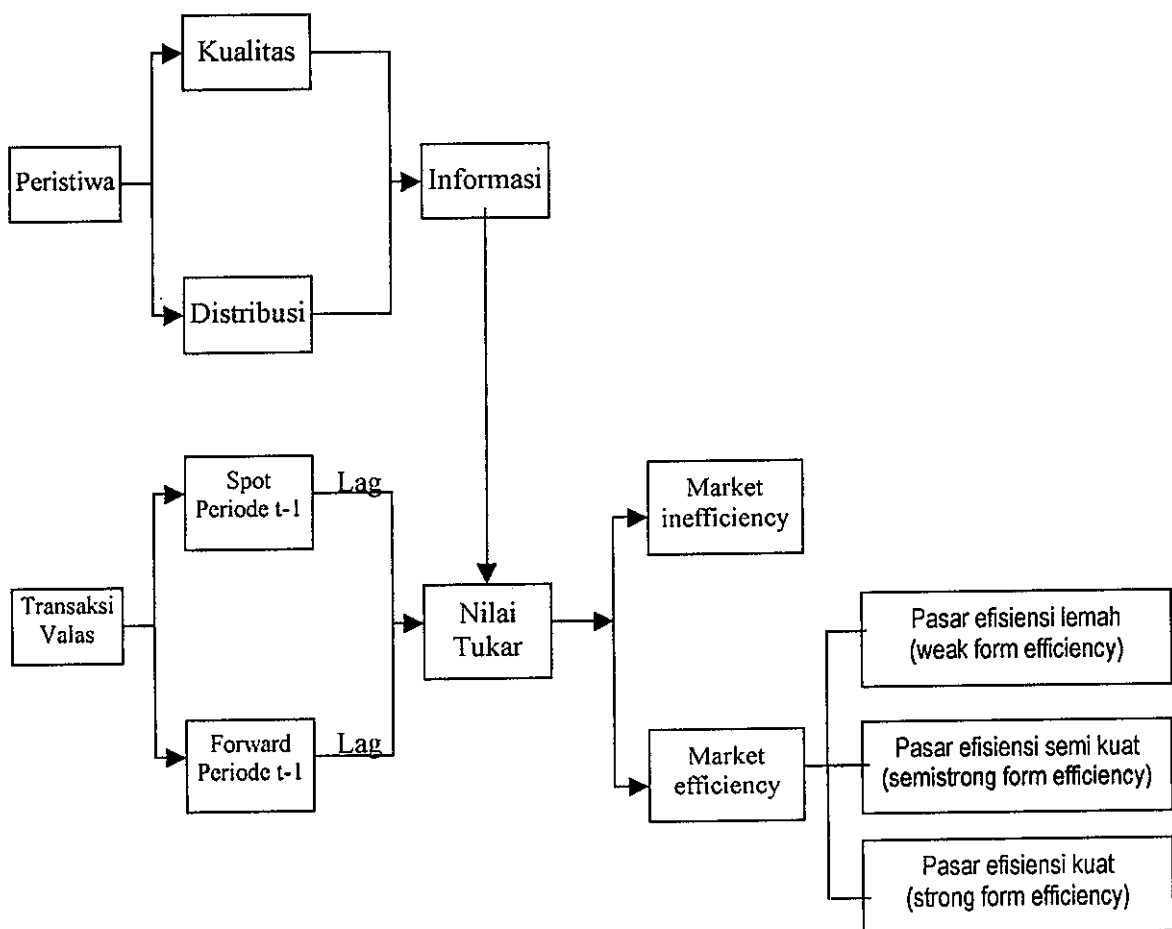 Kualitas
Peristiwa
Informasi
Distribusi
Spot
Periode t-1
Lag
Market
inefficiency
Transaksi
Valas
Nilai
Tukar
Pasar efisiensi lemah
(weak form efficiency)
Forward
Periode t-1
Lag
Market
efficiency
Pasar efisiensi semi kuat
(semistrong form efficiency)
Pasar efisiensi kuat
(strong form efficiency)